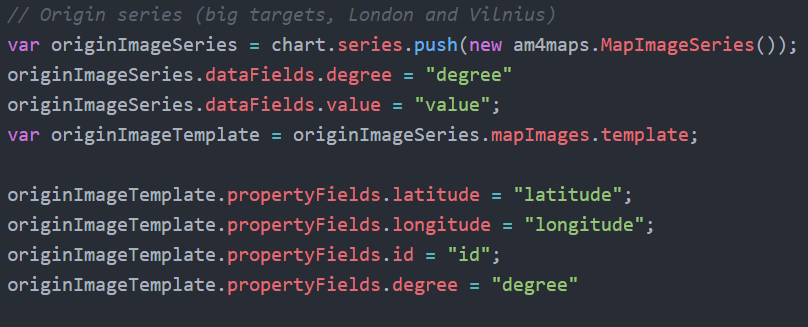 // Origin series (big targets, London and Vilnius)
var originImageSeries = chart.series.push(new am4maps.MapImageSeries());
originImageSeries.dataFields.degree = "degree"
originImageSeries.dataFields.value = "value";
var originImageTemplate = originImageSeries.mapImages.template;
originImageTemplate.propertyFields.latitude = "latitude";
originImageTemplate.propertyFields.longitude = "longitude";
originImageTemplate.propertyFields.id = "id";
originImageTemplate.propertyFields.degree = "degree"